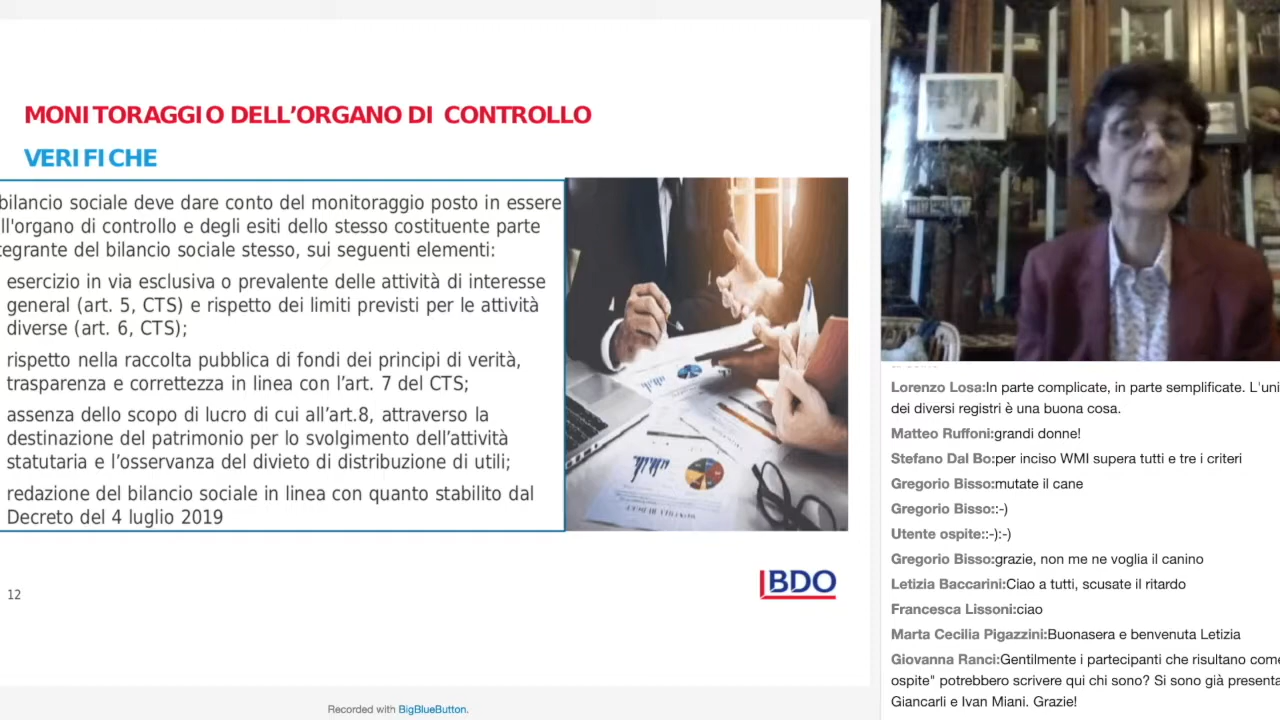 MONITORAGGIO DELL'ORGANO DI CONTROLLO
VERIFICHE
bilancio sociale deve dare conto del monitoraggio posto in essere
ll'organo di controllo e degli esiti dello stesso costituente parte
tegrante del bilancio sociale stesso, sui seguenti elementi:
esercizio in via esclusiva o prevalente delle attività di interesse
general (art. 5, CTS) e rispetto dei limiti previsti per le attività
diverse (art. 6, CTS);
rispetto nella raccolta pubblica di fondi dei principi di verità,
trasparenza e correttezza in linea con l'art. 7 del CTS;
assenza dello scopo di lucro di cui all'art.8, attraverso la
destinazione del patrimonio per lo svolgimento dell'attività
statutaria e l'osservanza del divieto di distribuzione di utili;
redazione del bilancio sociale in linea con quanto stabilito dal
Decreto del 4 luglio 2019
BDO
12
Recorded with BigBlueButton.
Lorenzo Losa:In parte complicate, in parte semplificate. L'uni
dei diversi registri è una buona cosa.
Matteo Ruffoni:grandi donne!
Stefano Dal Bo:per inciso WMI supera tutti e tre i criteri
Gregorio Bisso:mutate il cane
Gregorio Bisso::-)
Utente ospite::-):-)
Gregorio Bisso:grazie, non me ne voglia il canino
Letizia Baccarini:Ciao a tutti, scusate il ritardo
Francesca Lissoni:ciao
Marta Cecilia Pigazzini:Buonasera e benvenuta Letizia
Giovanna Ranci:Gentilmente i partecipanti che risultano come
ospite" potrebbero scrivere qui chi sono? Si sono già presenta
Giancarli e Ivan Miani. Grazie!